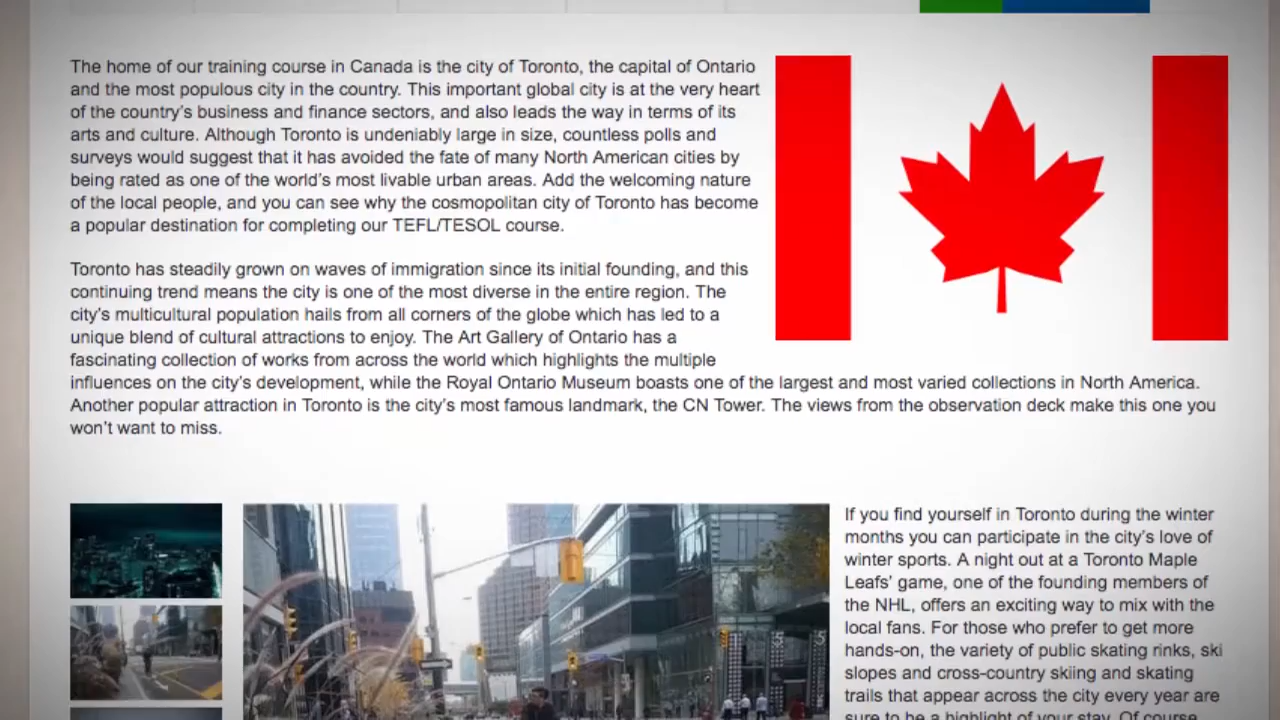 The home of our training course in Canada is the city of Toronto, the capital of Ontario
and the most populous city in the country. This important global city is at the very heart
of the country's business and finance sectors, and also leads the way in terms of its
arts and culture. Although Toronto is undeniably large in size, countless polls and
surveys would suggest that it has avoided the fate of many North American cities by
being rated as one of the world's most livable urban areas. Add the welcoming nature
of the local people, and you can see why the cosmopolitan city of Toronto has become
a popular destination for completing our TEFL/TESOL course.
Toronto has steadily grown on waves of immigration since its initial founding, and this
continuing trend means the city is one of the most diverse in the entire region. The
city's multicultural population hails from all corners of the globe which has led to a
unique blend of cultural attractions to enjoy. The Art Gallery of Ontario has a
fascinating collection of works from across the world which highlights the multiple
influences on the city's development, while the Royal Ontario Museum boasts one of the largest and most varied collections in North America.
Another popular attraction in Toronto is the city's most famous landmark, the CN Tower. The views from the observation deck make this one you
won't want to miss.
If you find yourself in Toronto during the winter
months you can participate in the city's love of
winter sports. A night out at a Toronto Maple
Leafs' game, one of the founding members of
the NHL, offers an exciting way to mix with the
local fans. For those who prefer to get more
hands-on, the variety of public skating rinks, ski
slopes and cross-country skiing and skating
trails that appear across the city every year are
sure to be a highlight of your stay. Of course